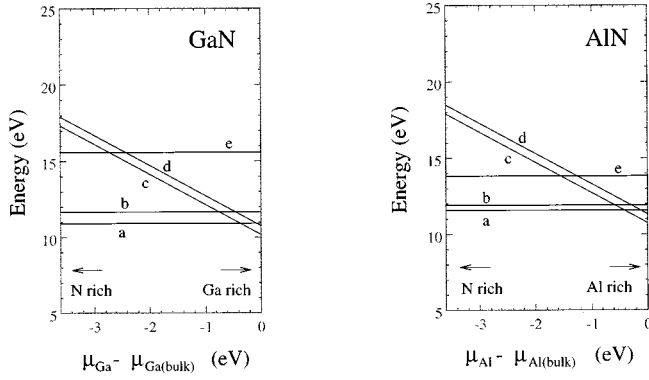 GaN
25
20
15
10
5
Energy (eV)
e
d
c
b
a
N rich
Ga rich
-3
-2
-1
0
μGa - μGa(bulk) (eV)
AlN
25
20
15
10
5
Energy (eV)
e
d
c
b
a
N rich
Al rich
-3
-2
-1
0
μAl - μAl(bulk) (eV)